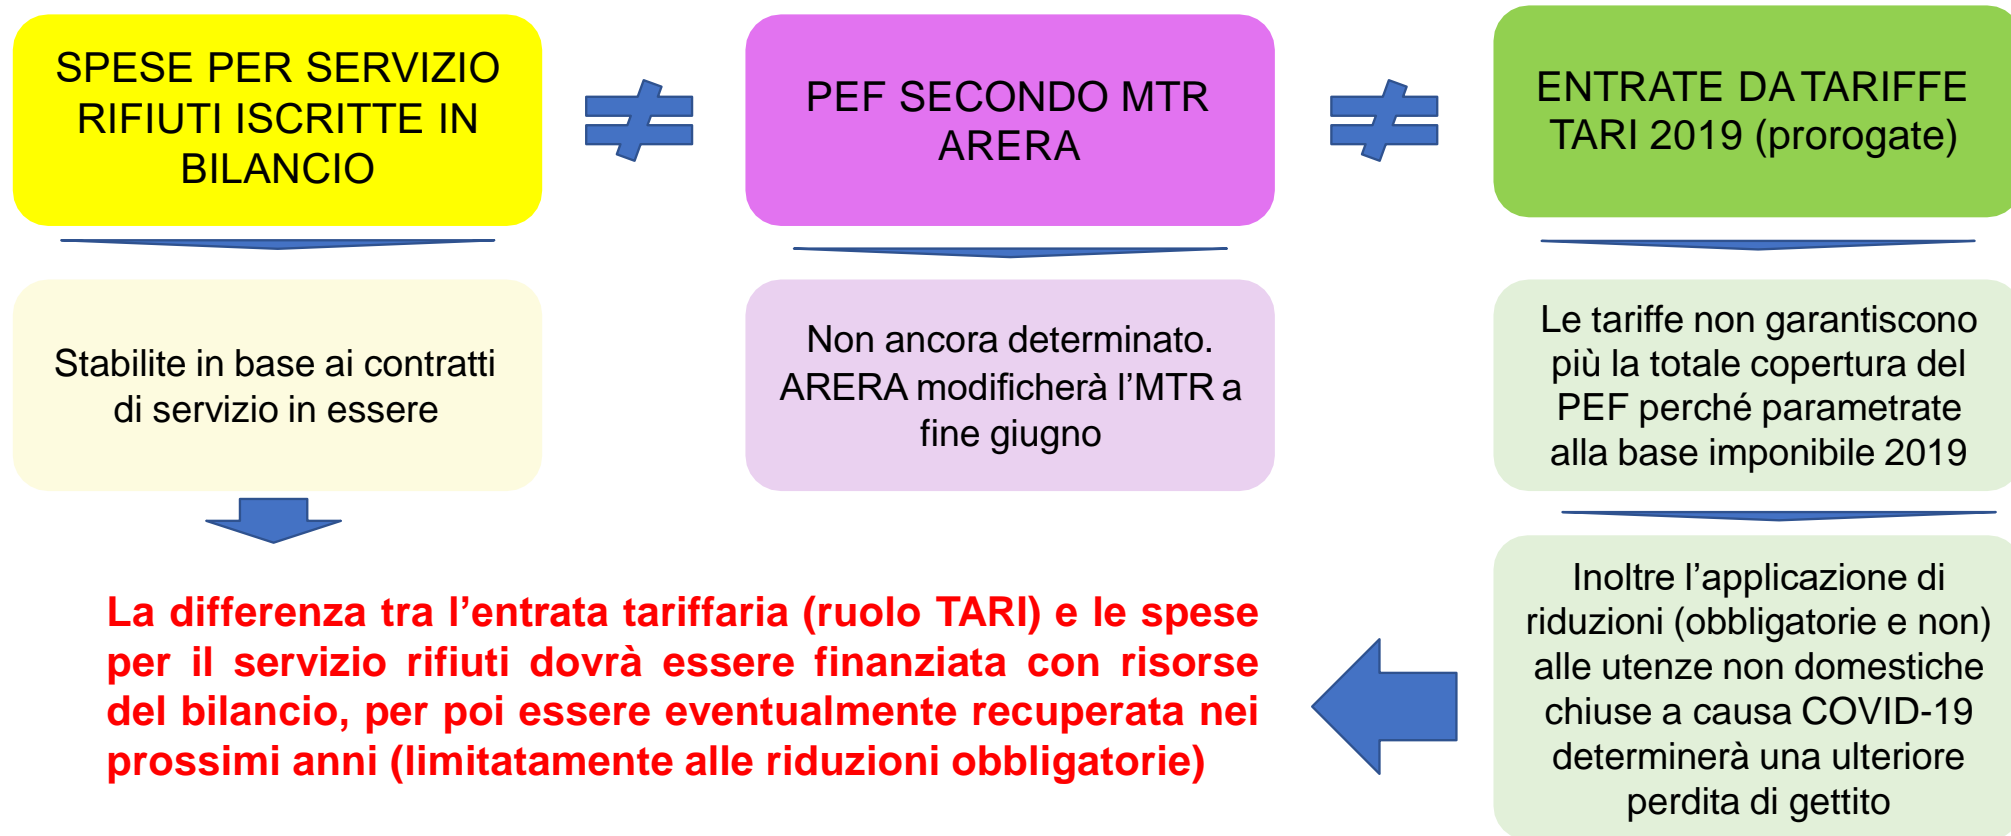 SPESE PER SERVIZIO
RIFIUTI ISCRITTE IN
BILANCIO
PEF SECONDO MTR
ARERA
ENTRATE DA TARIFFE
TARI 2019 (prorogate)
Stabilite in base ai contratti
di servizio in essere
Non ancora determinato.
ARERA modificherà l’MTR a
fine giugno
Le tariffe non garantiscono
più la totale copertura del
PEF perché parametrate
alla base imponibile 2019
Inoltre l’applicazione di
riduzioni (obbligatorie e non)
alle utenze non domestiche
chiuse a causa COVID-19
determinerà una ulteriore
perdita di gettito
La differenza tra l’entrata tariffaria (ruolo TARI) e le spese
per il servizio rifiuti dovrà essere finanziata con risorse
del bilancio, per poi essere eventualmente recuperata nei
prossimi anni (limitatamente alle riduzioni obbligatorie)